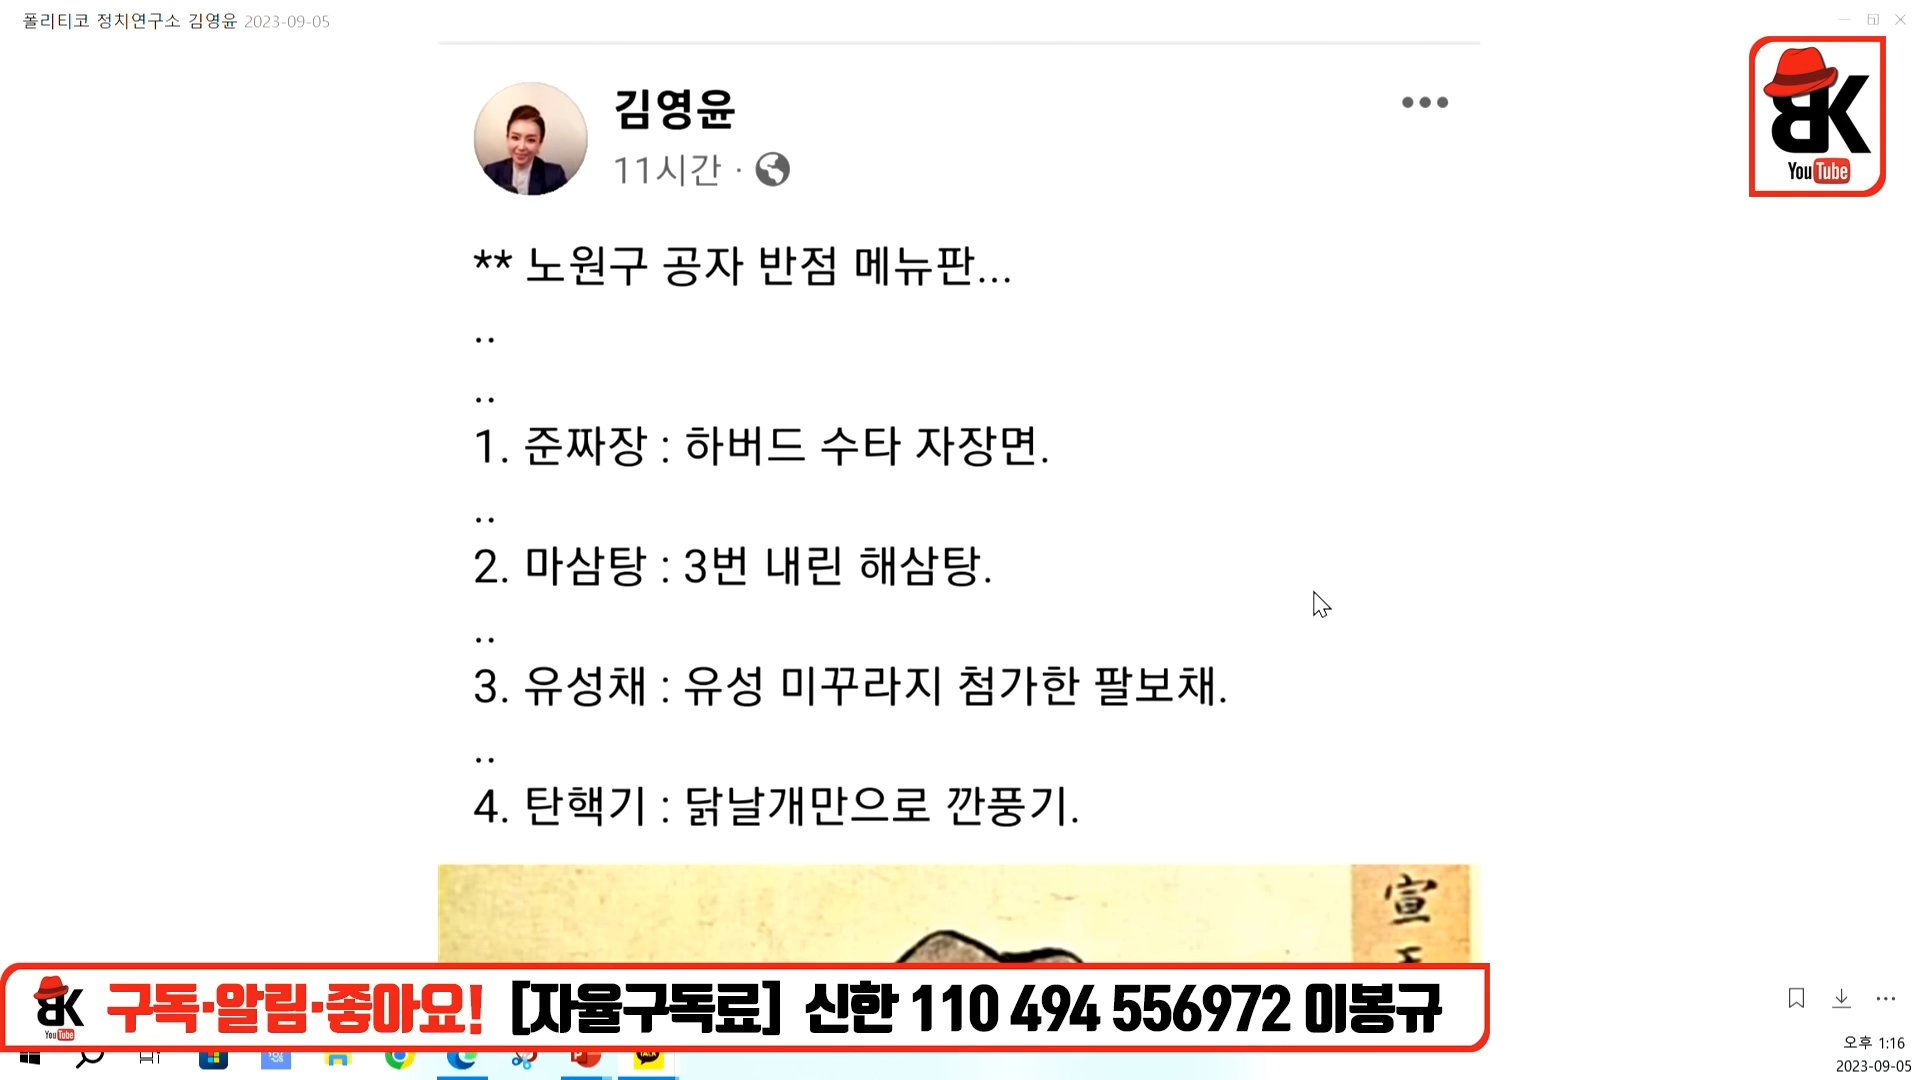 폴리티코 정치연구소 김영윤 2023-09-05
BK
YouTube
김영윤
11시간 ·
** 노원구 공자 반점 메뉴판...
..
..
1. 준짜장 : 하버드 수타 자장면.
..
2. 마삼탕 : 3번 내린 해삼탕.
..
3. 유성채 : 유성 미꾸라지 첨가한 팔보채.
..
4. 탄핵기 : 닭날개만으로 깐풍기.
宣
BK YouTube 구독·알림·좋아요! [자율구독료] 신한 110 494 556972 이봉규
TALK
오후 1:16
2023-09-05